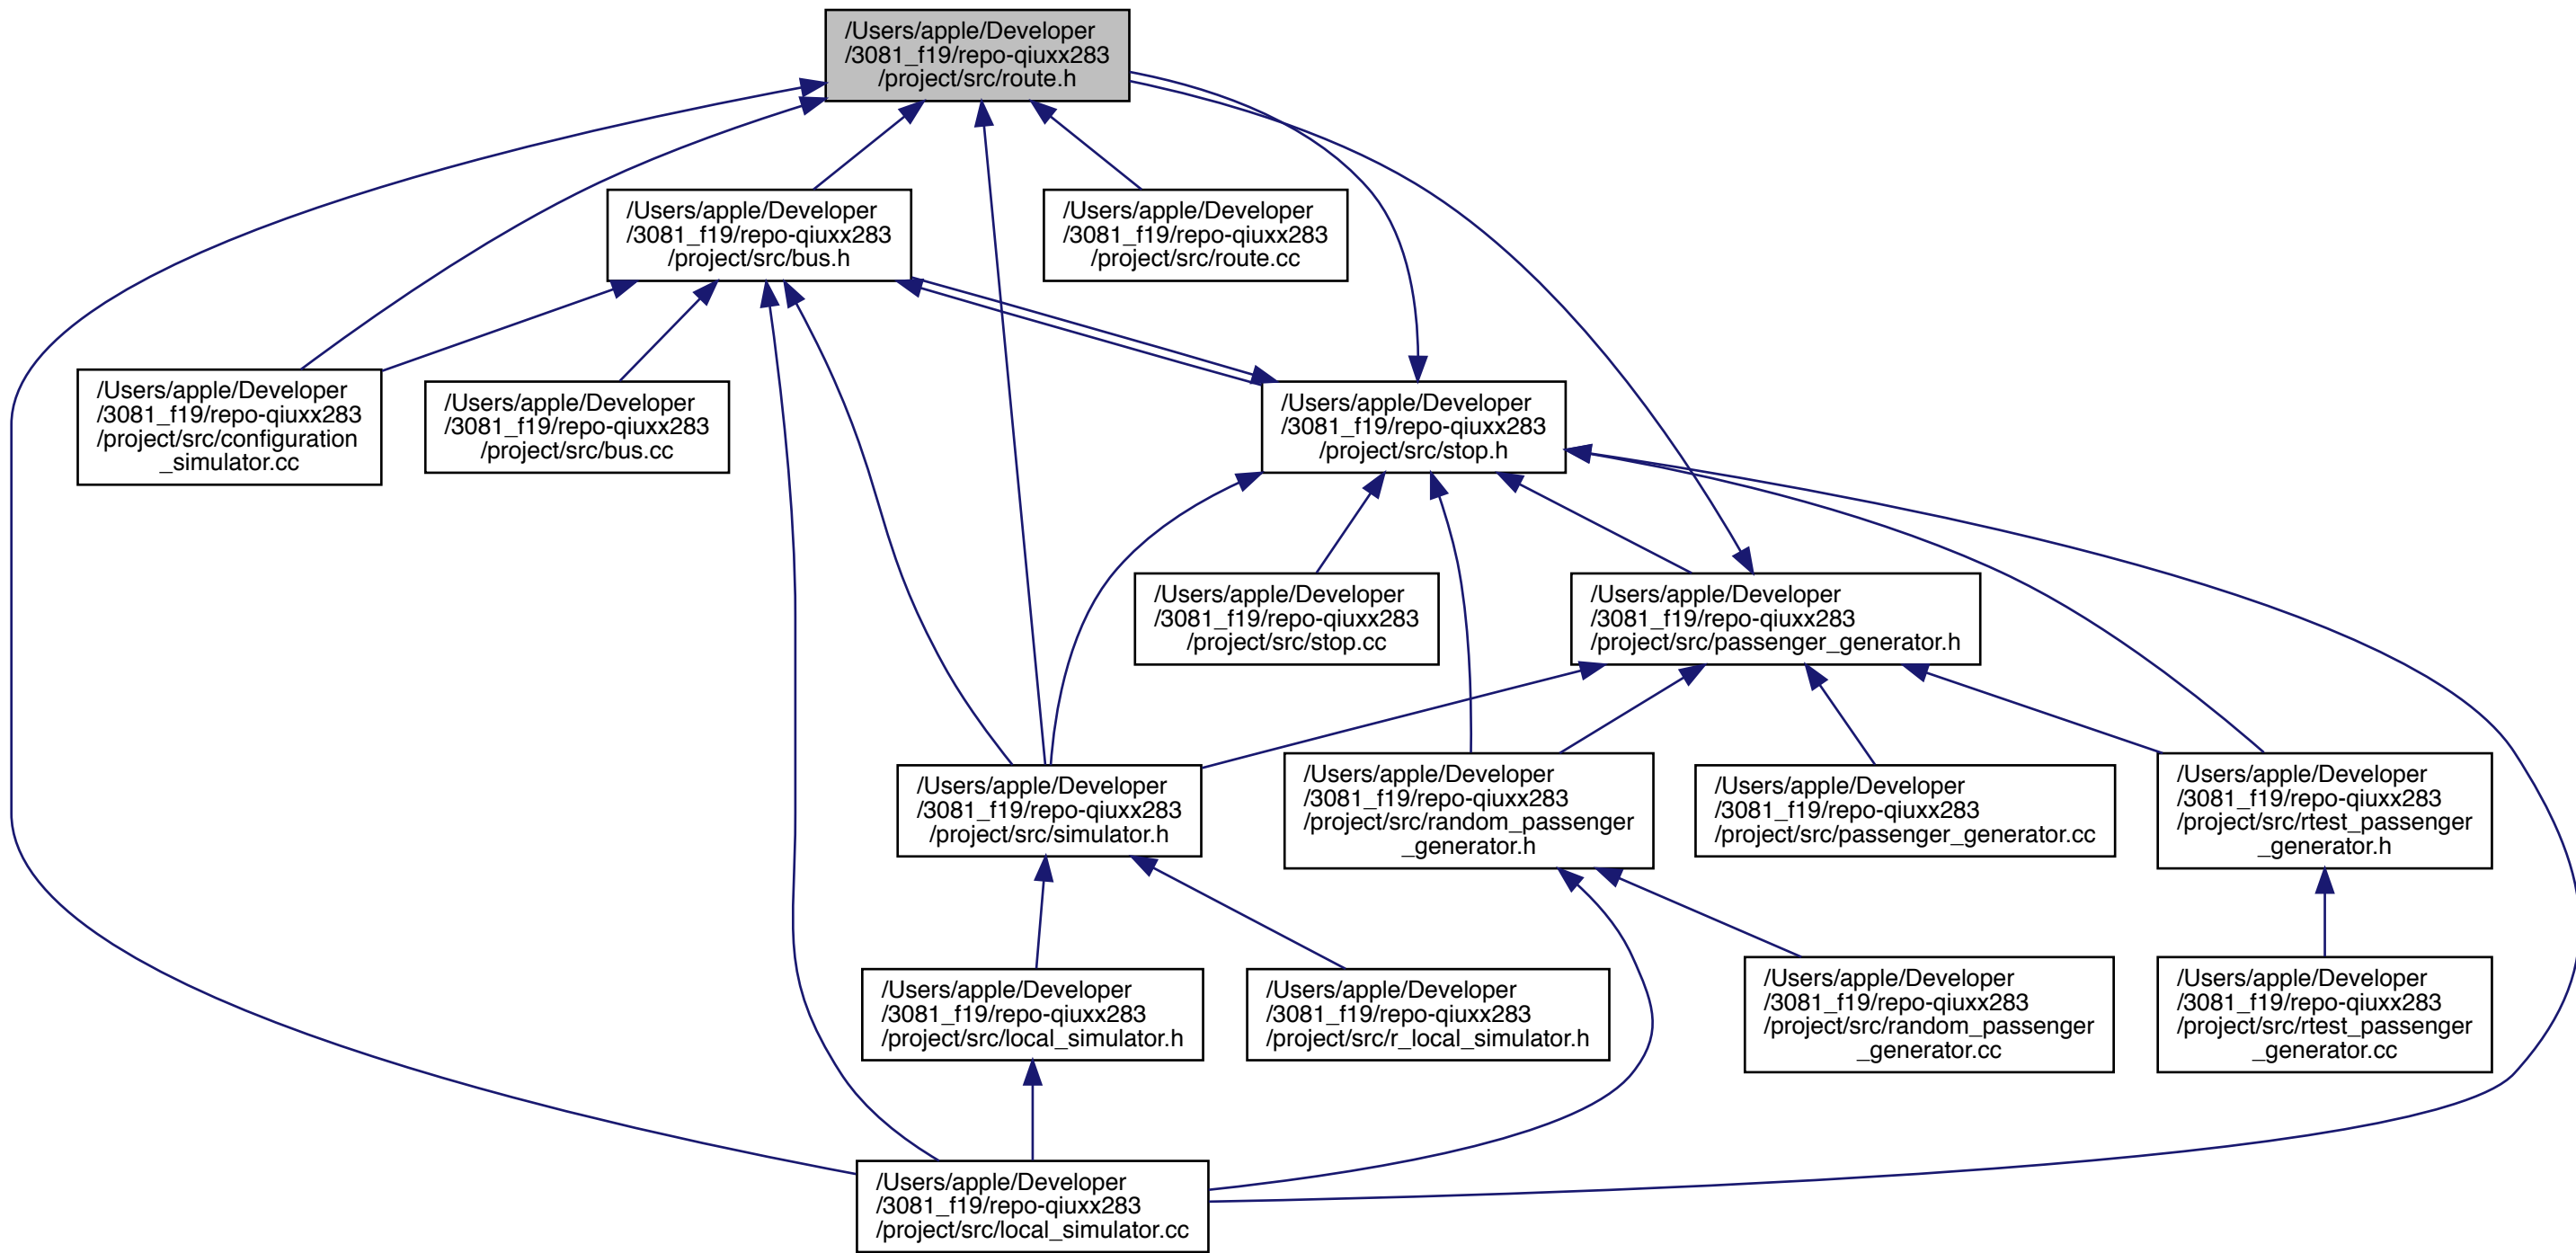 /Users/apple/Developer
/3081_f19/repo-qiuxx283
/project/src/route.h
/Users/apple/Developer
/3081_f19/repo-qiuxx283
/project/src/bus.h
/Users/apple/Developer
/3081_f19/repo-qiuxx283
/project/src/route.cc
/Users/apple/Developer
/3081_f19/repo-qiuxx283
/project/src/configuration
_simulator.cc
/Users/apple/Developer
/3081_f19/repo-qiuxx283
/project/src/bus.cc
/Users/apple/Developer
/3081_f19/repo-qiuxx283
/project/src/stop.h
/Users/apple/Developer
/3081_f19/repo-qiuxx283
/project/src/stop.cc
/Users/apple/Developer
/3081_f19/repo-qiuxx283
/project/src/passenger_generator.h
/Users/apple/Developer
/3081_f19/repo-qiuxx283
/project/src/simulator.h
/Users/apple/Developer
/3081_f19/repo-qiuxx283
/project/src/random_passenger
_generator.h
/Users/apple/Developer
/3081_f19/repo-qiuxx283
/project/src/passenger_generator.cc
/Users/apple/Developer
/3081_f19/repo-qiuxx283
/project/src/rtest_passenger
_generator.h
/Users/apple/Developer
/3081_f19/repo-qiuxx283
/project/src/local_simulator.h
/Users/apple/Developer
/3081_f19/repo-qiuxx283
/project/src/r_local_simulator.h
/Users/apple/Developer
/3081_f19/repo-qiuxx283
/project/src/random_passenger
_generator.cc
/Users/apple/Developer
/3081_f19/repo-qiuxx283
/project/src/rtest_passenger
_generator.cc
/Users/apple/Developer
/3081_f19/repo-qiuxx283
/project/src/local_simulator.cc